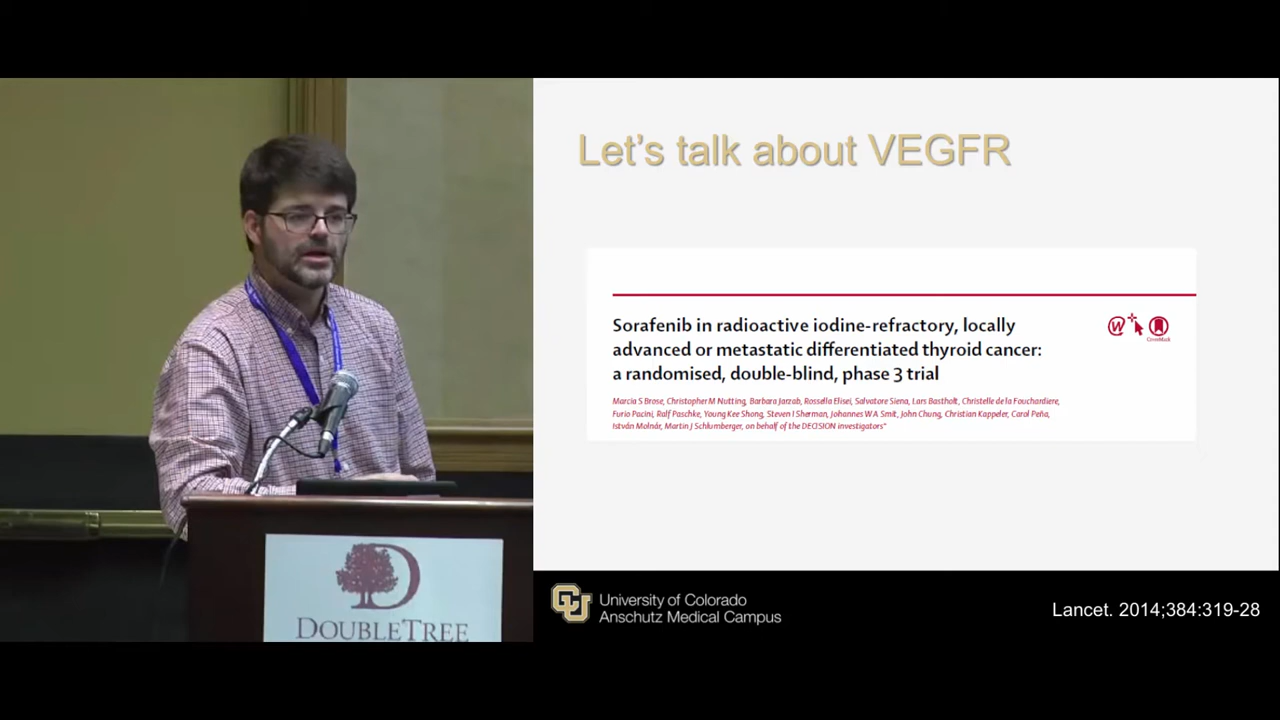 Let's talk about VEGFR
Sorafenib in radioactive iodine-refractory, locally
advanced or metastatic differentiated thyroid cancer:
a randomised, double-blind, phase 3 trial
W
CrossMark
Marcia S Brose, Christopher M Nutting, Barbara Jarzab, Rossella Elisei, Salvatore Siena, Lars Bastholt, Christelle de la Fouchardiere,
Furio Pacini, Ralf Paschke, Young Kee Shong, Steven I Sherman, Johannes W A Smit, John Chung, Christian Kappeler, Carol Peña,
István Molnár, Martin J Schlumberger, on behalf of the DECISION investigators*
D
DOUBLETREE
CU
University of Colorado
Anschutz Medical Campus
Lancet. 2014;384:319-28